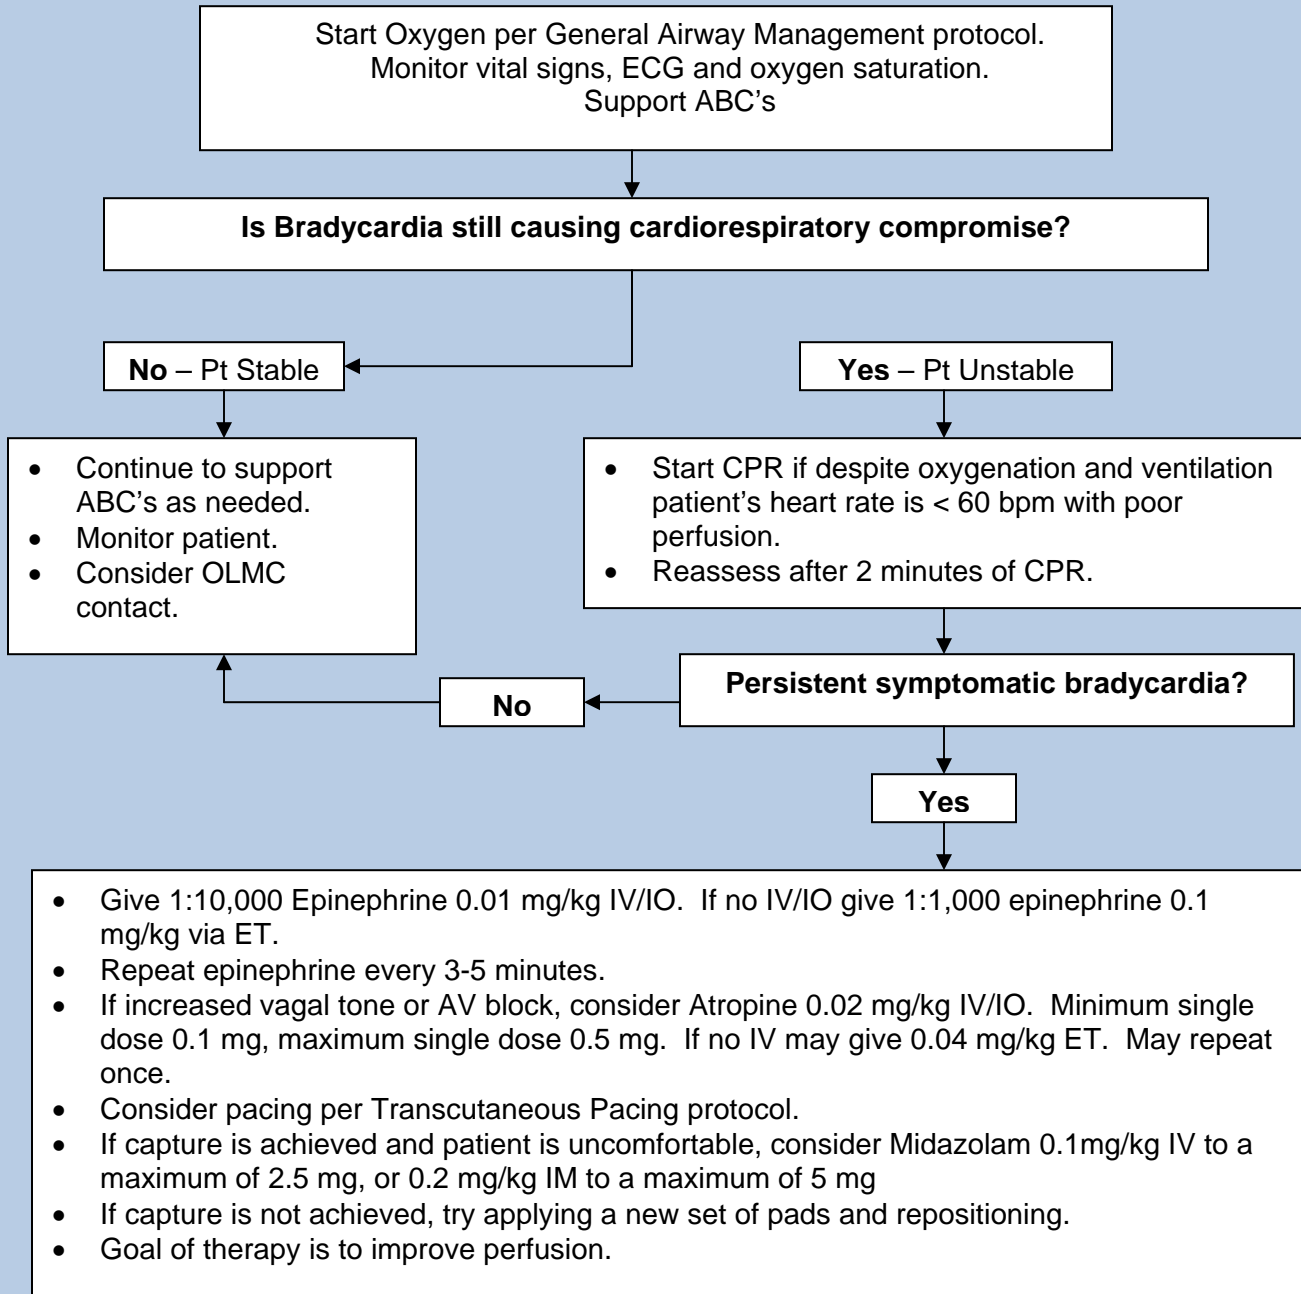 Start Oxygen per General Airway Management protocol.
Monitor vital signs, ECG and oxygen saturation.
Support ABC's
Is Bradycardia still causing cardiorespiratory compromise?
No – Pt Stable
Yes – Pt Unstable
• Continue to support
ABC's as needed.
• Monitor patient.
• Consider OLMC
contact.
• Start CPR if despite oxygenation and ventilation
patient's heart rate is < 60 bpm with poor
perfusion.
• Reassess after 2 minutes of CPR.
Persistent symptomatic bradycardia?
No
Yes
• Give 1:10,000 Epinephrine 0.01 mg/kg IV/IO. If no IV/IO give 1:1,000 epinephrine 0.1
mg/kg via ET.
• Repeat epinephrine every 3-5 minutes.
• If increased vagal tone or AV block, consider Atropine 0.02 mg/kg IV/IO. Minimum single
dose 0.1 mg, maximum single dose 0.5 mg. If no IV may give 0.04 mg/kg ET. May repeat
once.
• Consider pacing per Transcutaneous Pacing protocol.
• If capture is achieved and patient is uncomfortable, consider Midazolam 0.1mg/kg IV to a
maximum of 2.5 mg, or 0.2 mg/kg IM to a maximum of 5 mg
• If capture is not achieved, try applying a new set of pads and repositioning.
• Goal of therapy is to improve perfusion.